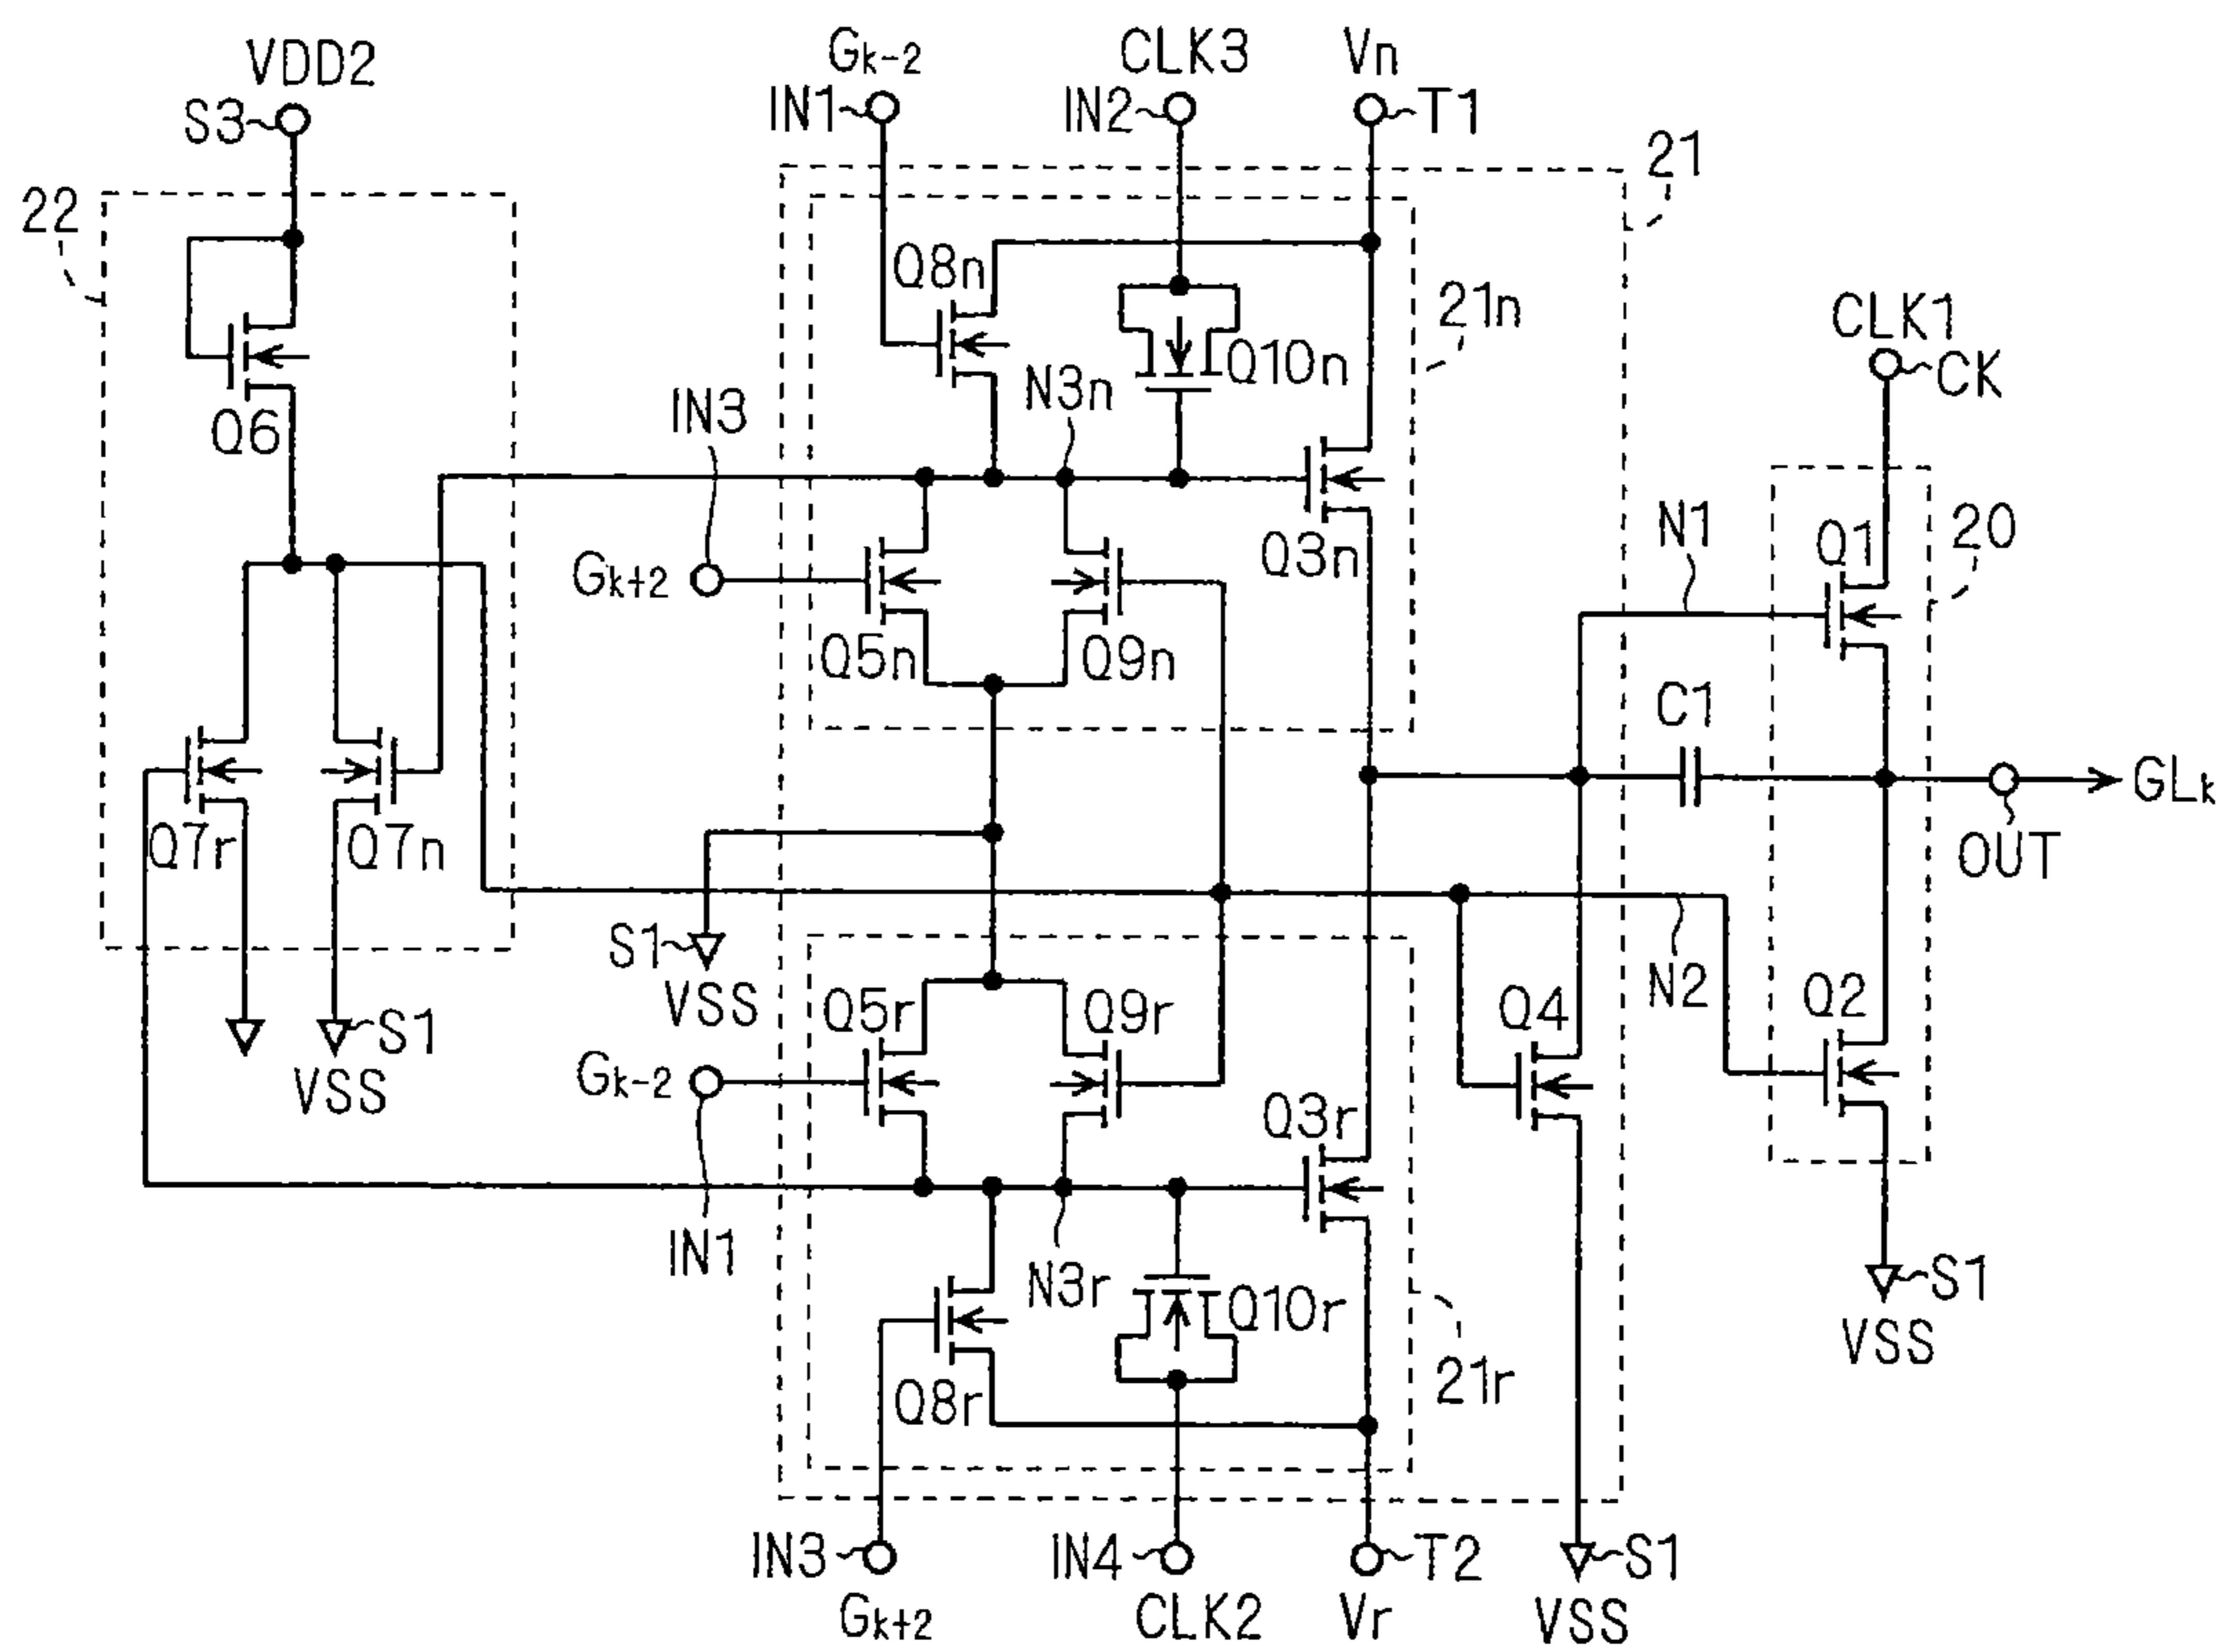 VDD2
S3
Gk-2
IN1
CLK3
IN2
Vn
T1
21
22
Q8n
21n
CLK1
CK
Q10n
N3n
IN3
Q6
Q3n
N1
Q1
20
Gk+2
Q5n
Q9n
C1
GLk
OUT
Q7r
Q7n
S1
VSS
N2
Q5r
Q9r
Q4
Q2
S1
VSS
Gk-2
Q3r
IN1
N3r
Q10r
S1
VSS
Q8r
21r
IN3
Gk+2
IN4
CLK2
T2
Vr
S1
VSS